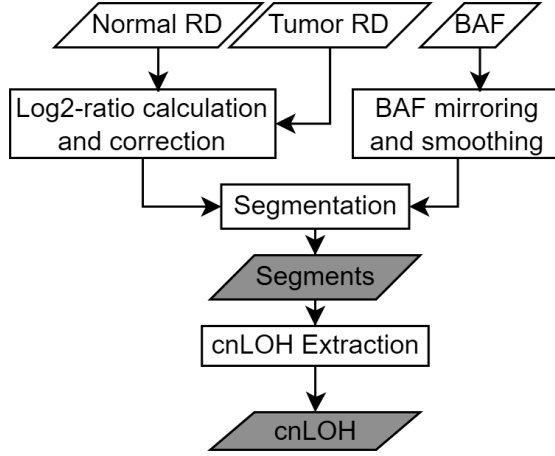 Normal RD
Tumor RD
BAF
Log2-ratio calculation
and correction
BAF mirroring
and smoothing
Segmentation
Segments
cnLOH Extraction
cnLOH